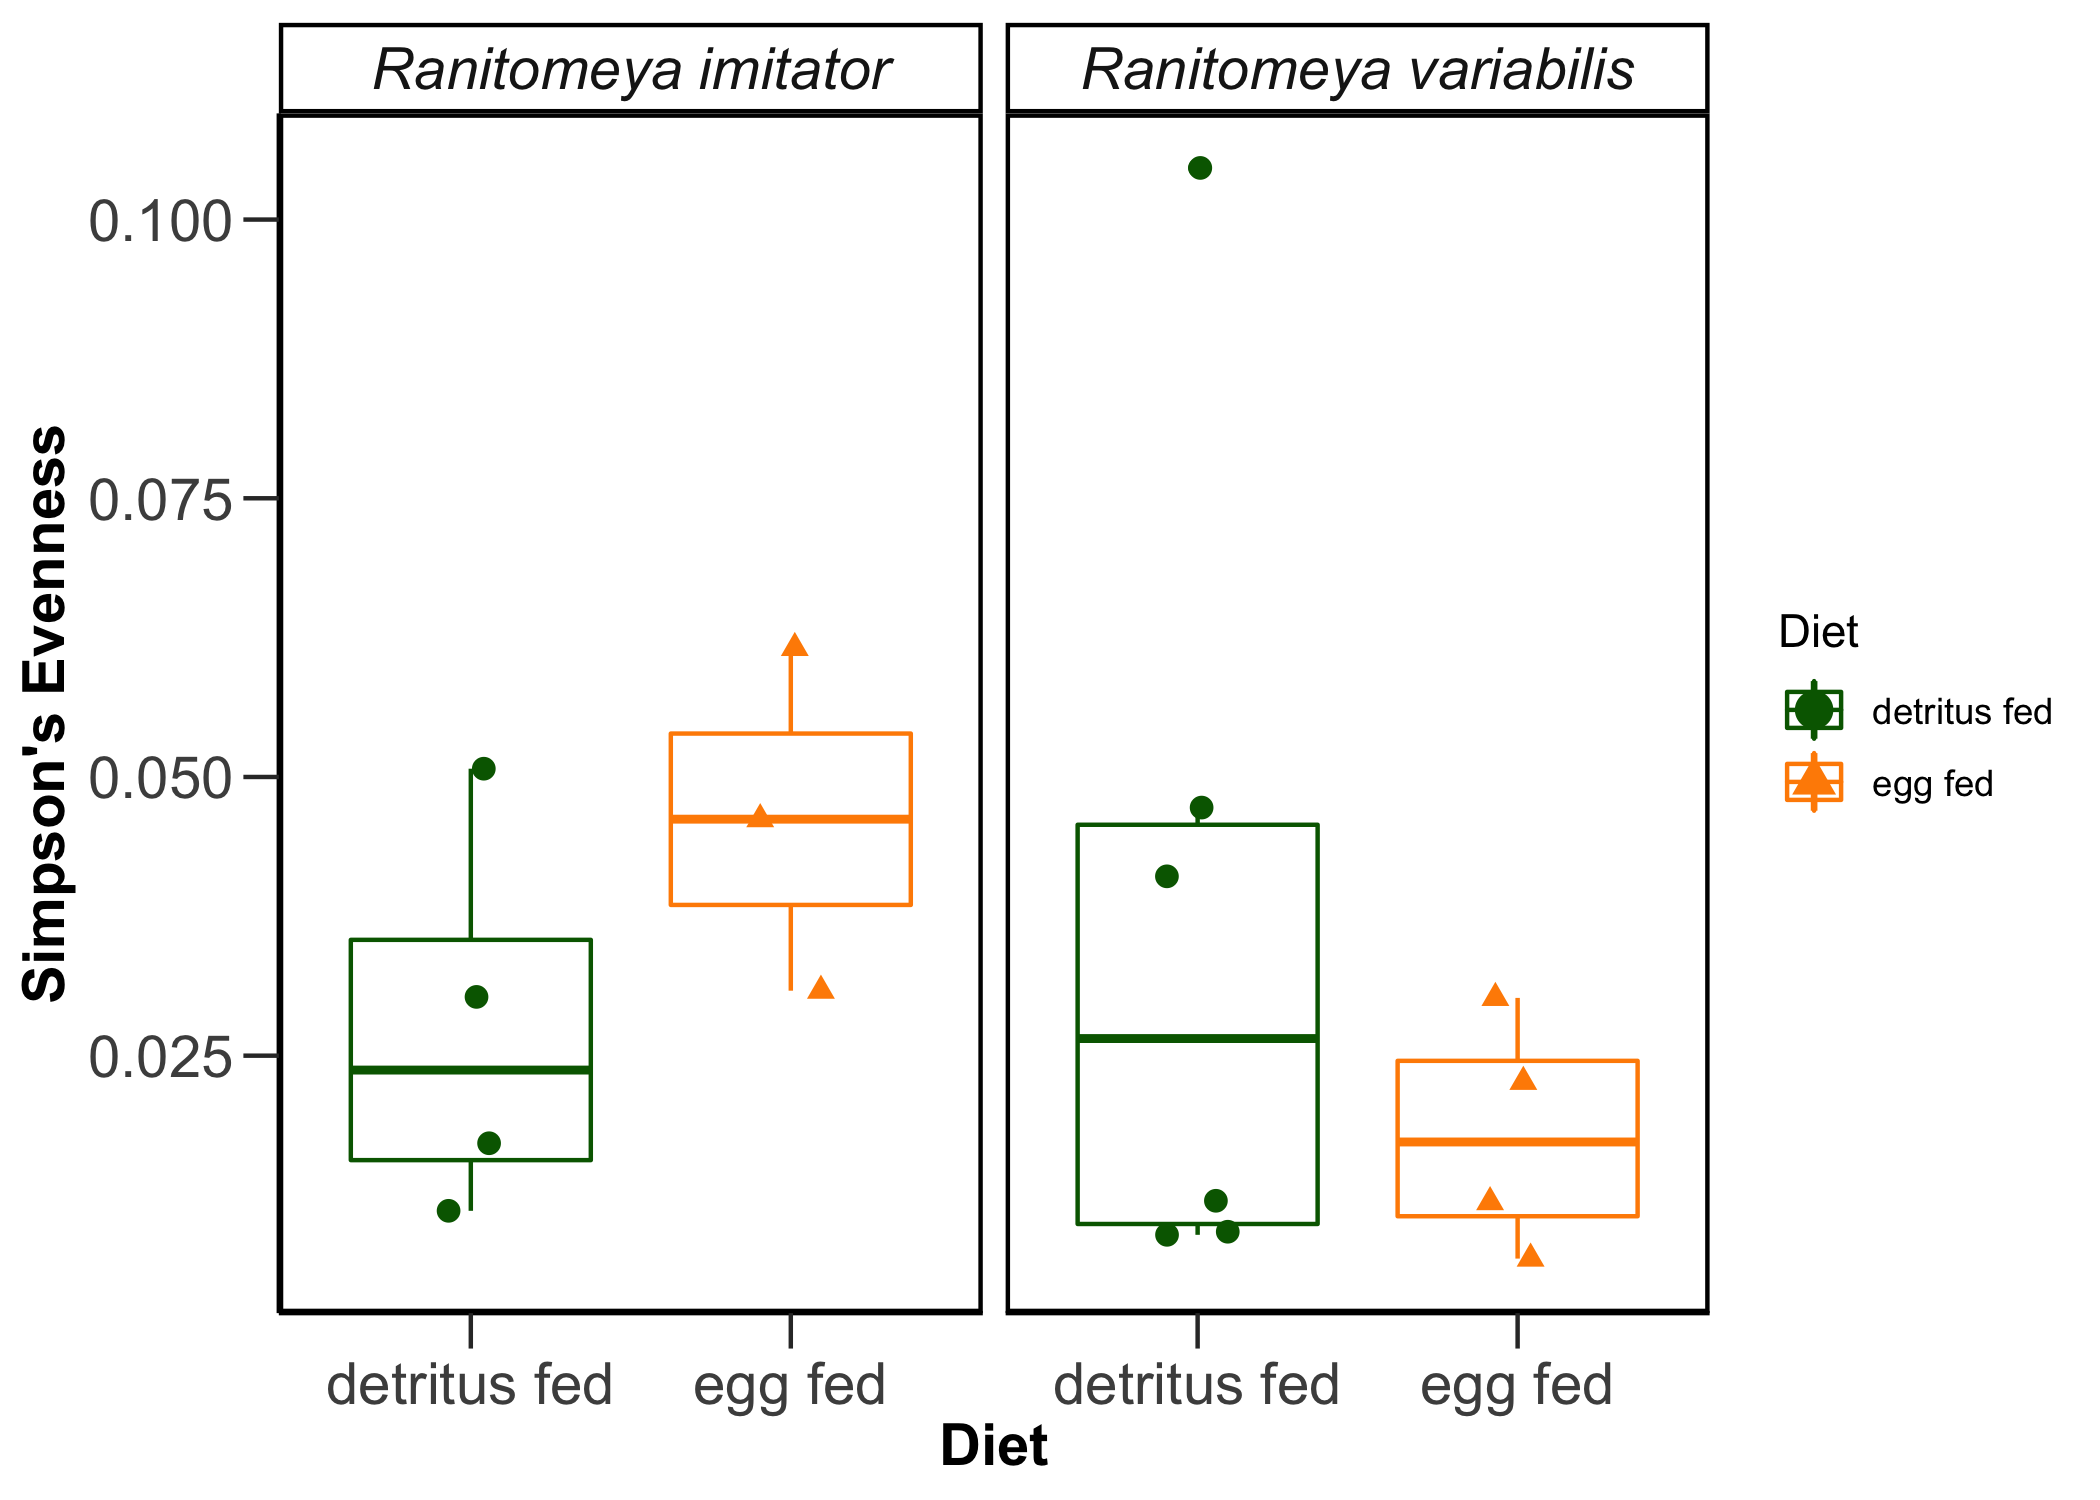 Ranitomeya imitator
Ranitomeya variabilis
Simpson's Evenness
0.100
0.075
0.050
0.025
detritus fed
egg fed
detritus fed
egg fed
Diet
Diet
detritus fed
egg fed